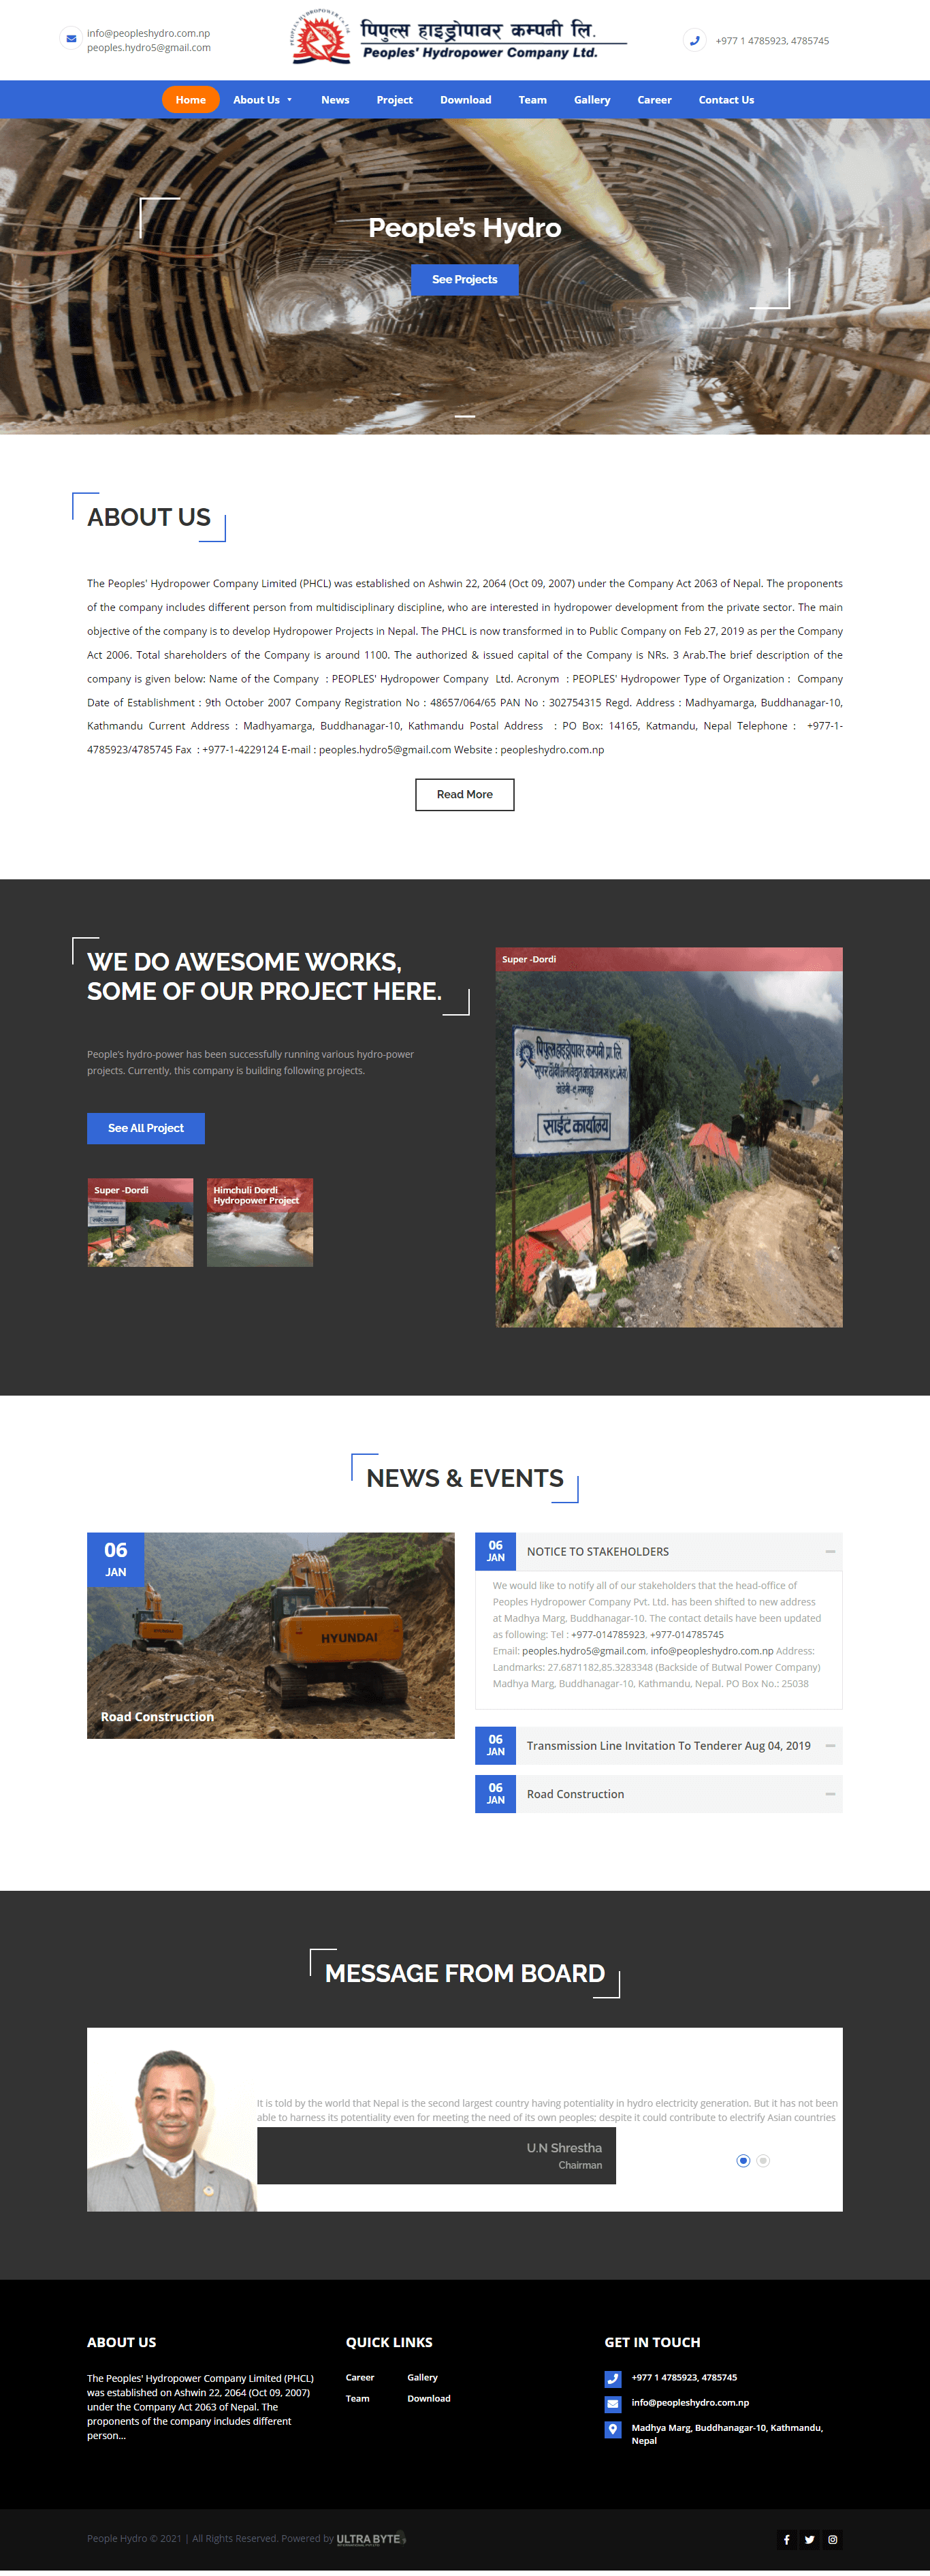 info@peopleshydro.com.np
peoples.hydro5@gmail.com
पिपुल्स हाइड्रोपावर कम्पनी लि.
Peoples' Hydropower Company Ltd.
+977 1 4785923, 4785745
Home
About Us
News
Project
Download
Team
Gallery
Career
Contact Us
People's Hydro
See Projects
ABOUT US
The Peoples' Hydropower Company Limited (PHCL) was established on Ashwin 22, 2064 (Oct 09, 2007) under the Company Act 2063 of Nepal. The proponents
of the company includes different person from multidisciplinary discipline, who are interested in hydropower development from the private sector. The main
objective of the company is to develop Hydropower Projects in Nepal. The PHCL is now transformed in to Public Company on Feb 27, 2019 as per the Company
Act 2006. Total shareholders of the Company is around 1100. The authorized & issued capital of the Company is NRs. 3 Arab.The brief description of the
company is given below: Name of the Company : PEOPLES' Hydropower Company Ltd. Acronym : PEOPLES' Hydropower Type of Organization : Company
Date of Establishment : 9th October 2007 Company Registration No : 48657/064/65 PAN No : 302754315 Regd. Address : Madhyamarga, Buddhanagar-10,
Kathmandu Current Address : Madhyamarga, Buddhanagar-10, Kathmandu Postal Address : PO Box: 14165, Katmandu, Nepal Telephone : +977-1-
4785923/4785745 Fax : +977-1-4229124 E-mail : peoples.hydro5@gmail.com Website : peopleshydro.com.np
Read More
WE DO AWESOME WORKS,
SOME OF OUR PROJECT HERE.
People's hydro-power has been successfully running various hydro-power
projects. Currently, this company is building following projects.
See All Project
Super -Dordi
Himchuli Dordi
Hydropower Project
Super -Dordi
पिपुल्स हाइड्रोपावर कम्पनी प्रा.लि.
साईट कार्यालय
NEWS & EVENTS
06
JAN
HYUNDAI
Road Construction
06
JAN
NOTICE TO STAKEHOLDERS
We would like to notify all of our stakeholders that the head-office of
Peoples Hydropower Company Pvt. Ltd. has been shifted to new address
at Madhya Marg, Buddhanagar-10. The contact details have been updated
as following: Tel : +977-014785923, +977-014785745
Email: peoples.hydro5@gmail.com, info@peopleshydro.com.np Address:
Landmarks: 27.6871182,85.3283348 (Backside of Butwal Power Company)
Madhya Marg, Buddhanagar-10, Kathmandu, Nepal. PO Box No.: 25038
06
JAN
Transmission Line Invitation To Tenderer Aug 04, 2019
06
JAN
Road Construction
MESSAGE FROM BOARD
It is told by the world that Nepal is the second largest country having potentiality in hydro electricity generation. But it has not been
able to harness its potentiality even for meeting the need of its own peoples; despite it could contribute to electrify Asian countries
U.N Shrestha
Chairman
ABOUT US
The Peoples' Hydropower Company Limited (PHCL)
was established on Ashwin 22, 2064 (Oct 09, 2007)
under the Company Act 2063 of Nepal. The
proponents of the company includes different
person...
QUICK LINKS
Career
Gallery
Team
Download
GET IN TOUCH
+977 1 4785923, 4785745
info@peopleshydro.com.np
Madhya Marg, Buddhanagar-10, Kathmandu,
Nepal
People Hydro © 2021 | All Rights Reserved. Powered by ULTRA BYTE